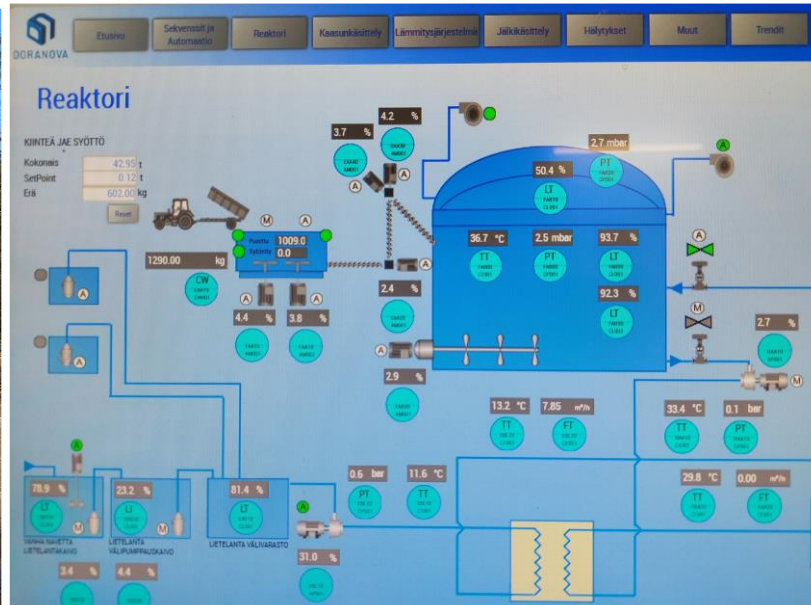 DORANOVA
Etusivu
Sekvenssit ja
Automaatio
Reaktori
Kaasunkäsittely
Lämmitysjärjestelmä
Jälkikäsittely
Hälytykset
Muut
Trendit
Reaktori
KIINTEÄ JAE SYÖTTÖ
Kokonais 42.95 t
SetPoint 0.12 t
Erä 602.00 kg
Reset
3.7 %
4.2 %
2.7 mbar
PT
50.4 %
LT
A
A
A
M
A
1290.00 kg
CW
1009.0
0.0
36.7 °C
TT
2.5 mbar
PT
93.7 %
LT
92.3 %
LT
A
A
M
2.4 %
A
A
4.4 %
3.8 %
A
2.9 %
2.7 %
M
A
A
13.2 °C
TT
7.85 m³/h
FT
33.4 °C
TT
0.1 bar
PT
A
78.9 %
LT
M
23.2 %
LI
M
81.4 %
LT
0.6 bar
PT
11.6 °C
TT
29.8 °C
TT
0.00 m³/h
FT
A
VANHA NAVETTA
LIETELANTAKAIVO
LIETELANTA
VÄLIPUMPPAUSKAIVO
LIETELANTA VÄLIVARASTO
31.0 %
3.4 %
4.4 %